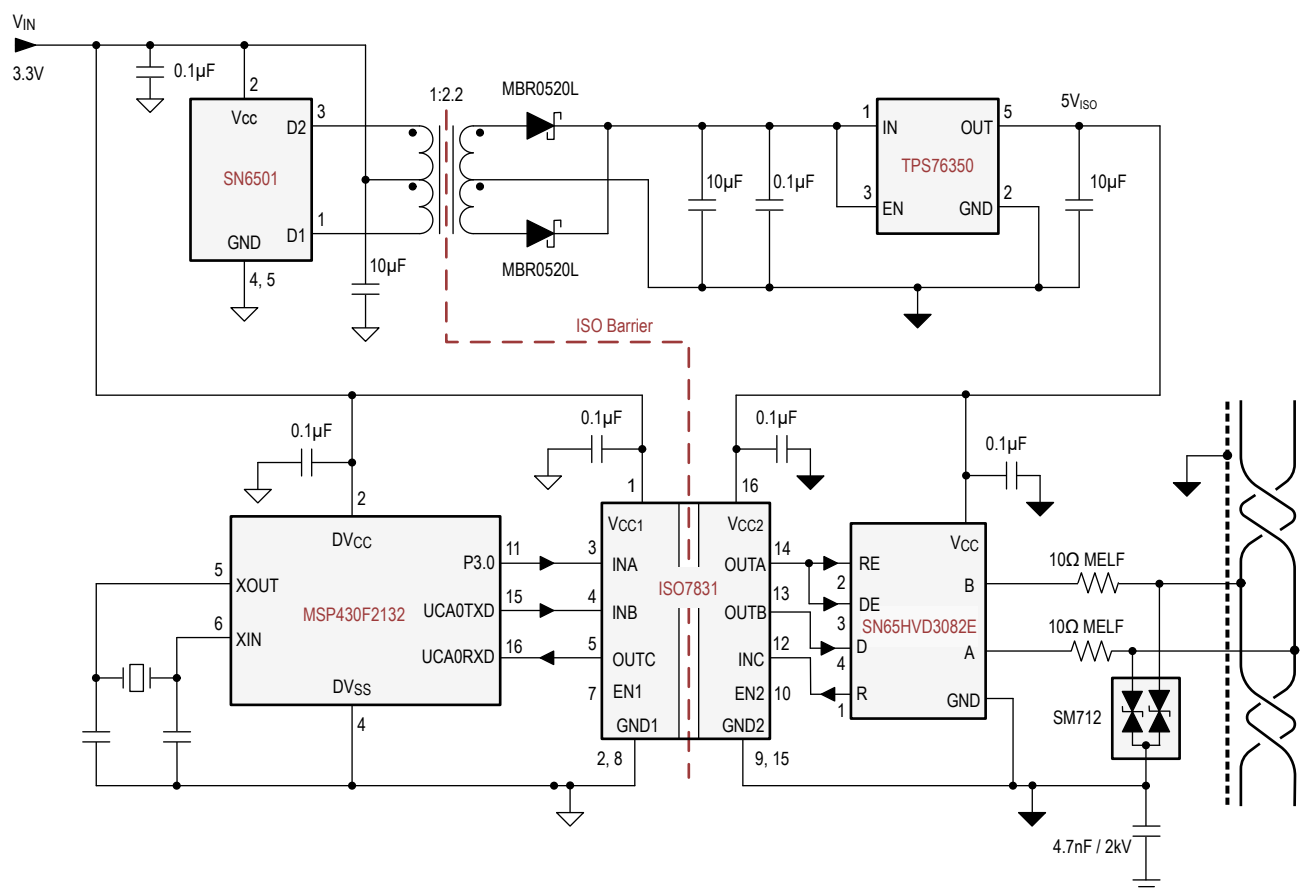 VIN
3.3V
0.1µF
2
VCC
3
D2
SN6501
1
D1
GND
4, 5
10µF
1:2.2
MBR0520L
MBR0520L
10µF
0.1µF
1
IN
5
OUT
TPS76350
3
EN
2
GND
5VISO
10µF
ISO Barrier
0.1µF
2
DVCC
11
P3.0
5
XOUT
MSP430F2132
15
UCA0TXD
6
XIN
16
UCA0RXD
DVSS
4
0.1µF
1
VCC1
3
INA
4
INB
5
OUTC
7
EN1
GND1
2, 8
ISO7831
0.1µF
16
VCC2
14
OUTA
13
OUTB
12
INC
EN2
10
GND2
9, 15
0.1µF
VCC
RE
2
DE
3
SN65HVD3082E
D
4
R
1
B
A
GND
10Ω MELF
10Ω MELF
SM712
4.7nF / 2kV